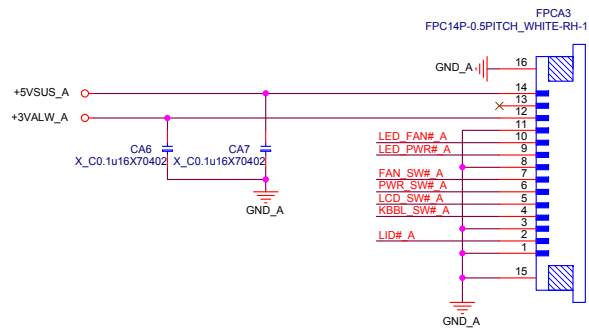 FPCA3
FPC14P-0.5PITCH_WHITE-RH-1
GND_A
16
+5VSUS_A
14
13
+3VALW_A
12
11
LED_FAN#_A
10
LED_PWR#_A
9
8
CA6
CA7
X_C0.1u16X70402
X_C0.1u16X70402
FAN_SW#_A
7
PWR_SW#_A
6
LCD_SW#_A
5
KBBL_SW#_A
4
GND_A
3
LID#_A
2
1
15
GND_A